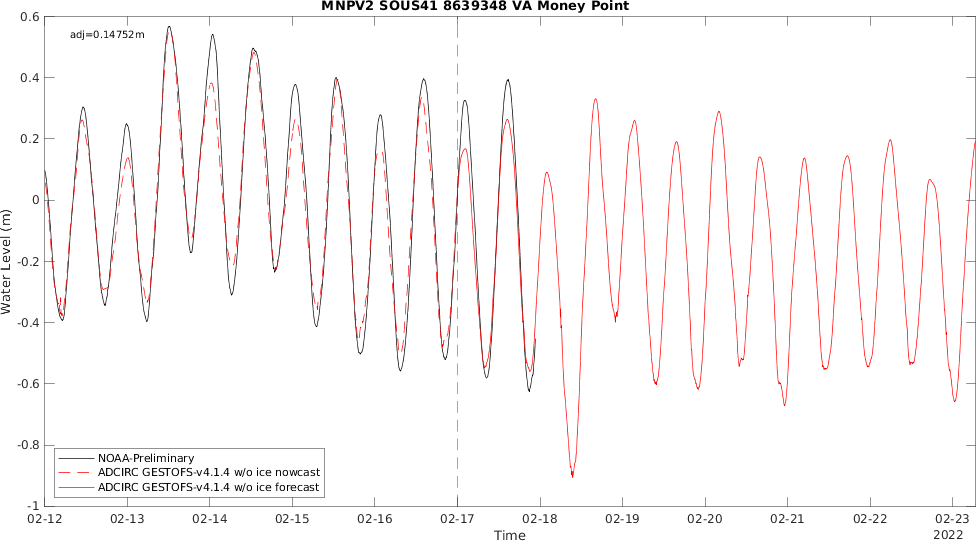 MNPV2 SOUS41 8639348 VA Money Point
adj=0.14752m
0.6
0.4
0.2
0
-0.2
-0.4
-0.6
-0.8
-1
Water Level (m)
NOAA-Preliminary
ADCIRC GESTOFS-v4.1.4 w/o ice nowcast
ADCIRC GESTOFS-v4.1.4 w/o ice forecast
02-12 02-13 02-14 02-15 02-16 02-17 02-18 02-19 02-20 02-21 02-22 02-23
Time
2022